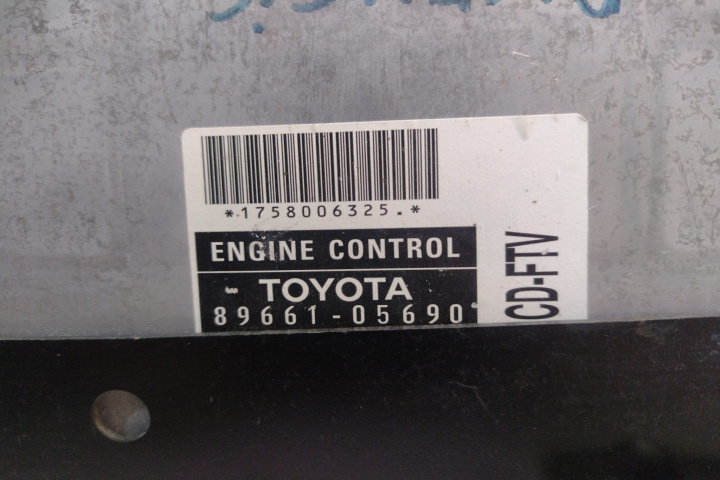 *1758006325.*
ENGINE CONTROL
TOYOTA
89661-05690
CD-FTV